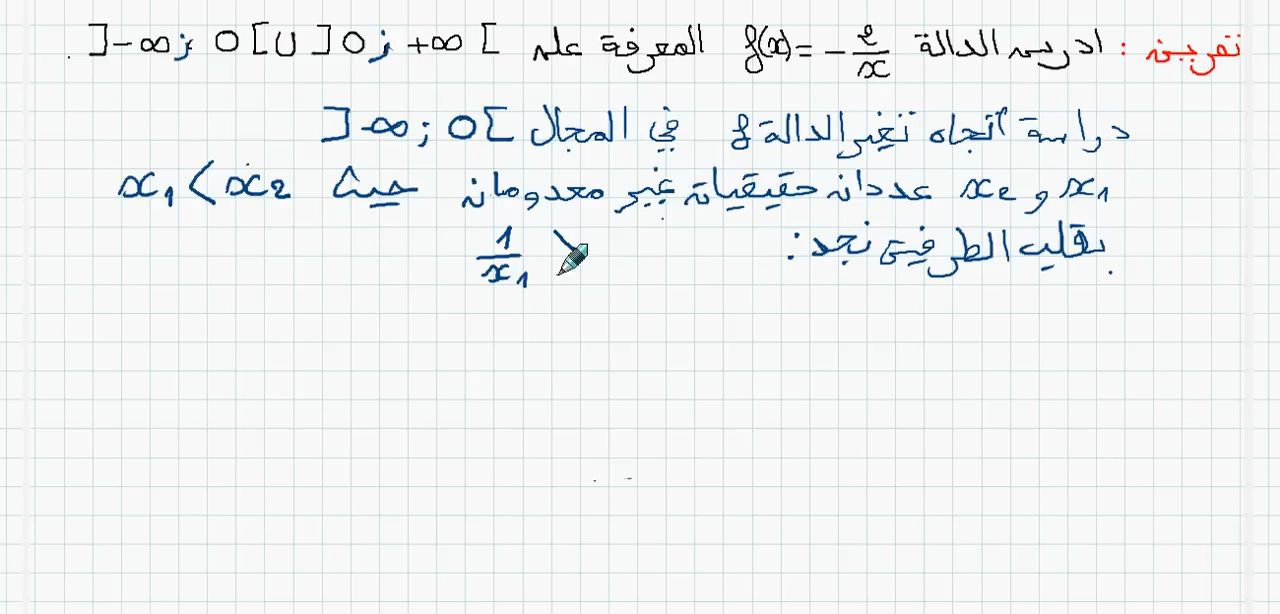 تمرين : ادرس الدالة f(x) = -2/x المعرفة على ]-∞; 0[ ∪ ]0; +∞[
دراسة اتجاه تغير الدالة f في المجال ]-∞; 0[
x₁ و x₂ عددان حقيقيان غير معدومان حيث x₁ < x₂
بقلب الطرفين نجد : 1/x₁